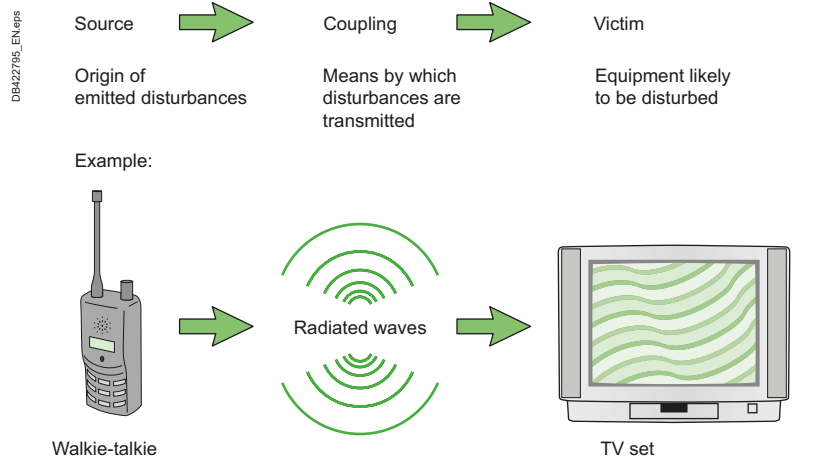 DB422795_EN.eps
Source
Coupling
Victim
Origin of
emitted disturbances
Means by which
disturbances are
transmitted
Equipment likely
to be disturbed
Example:
Radiated waves
Walkie-talkie
TV set